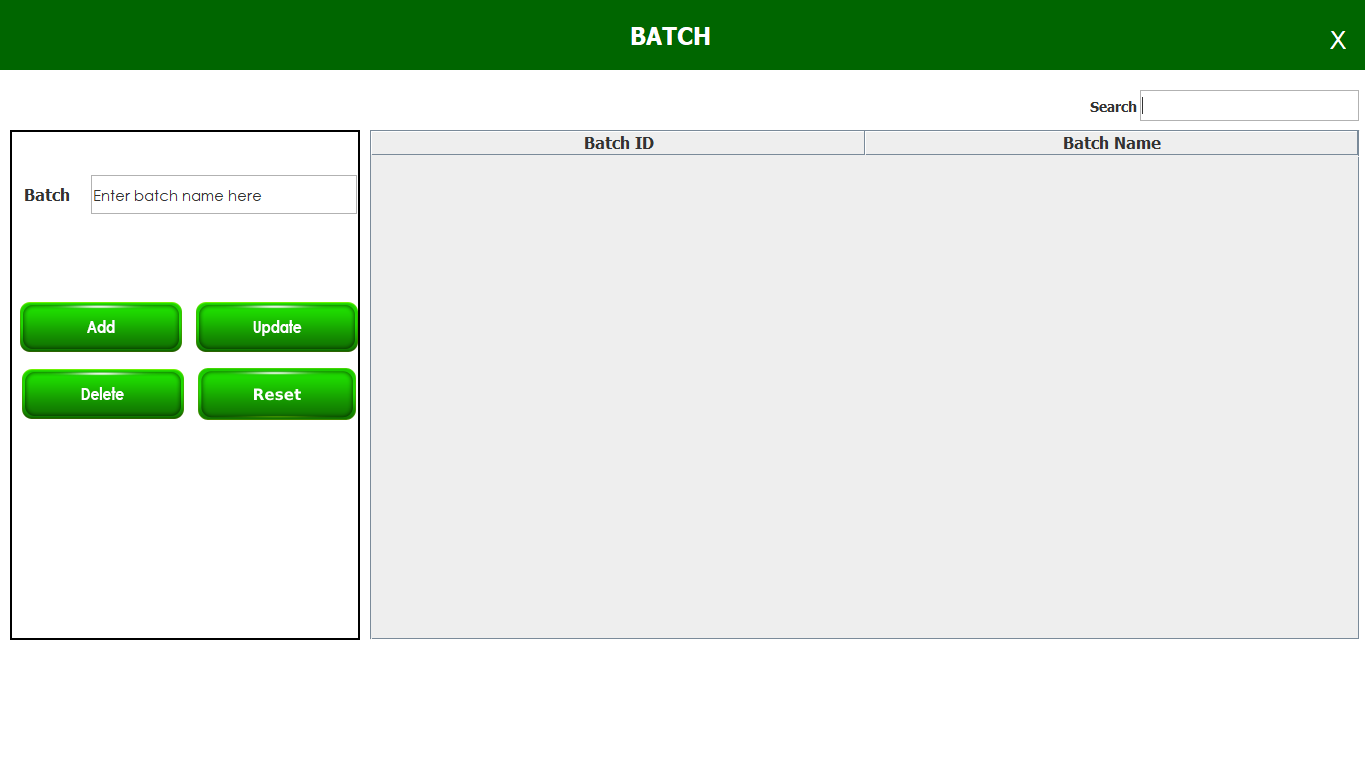 BATCH
X
Search
Batch ID Batch Name
Batch Enter batch name here
Add Update
Delete Reset